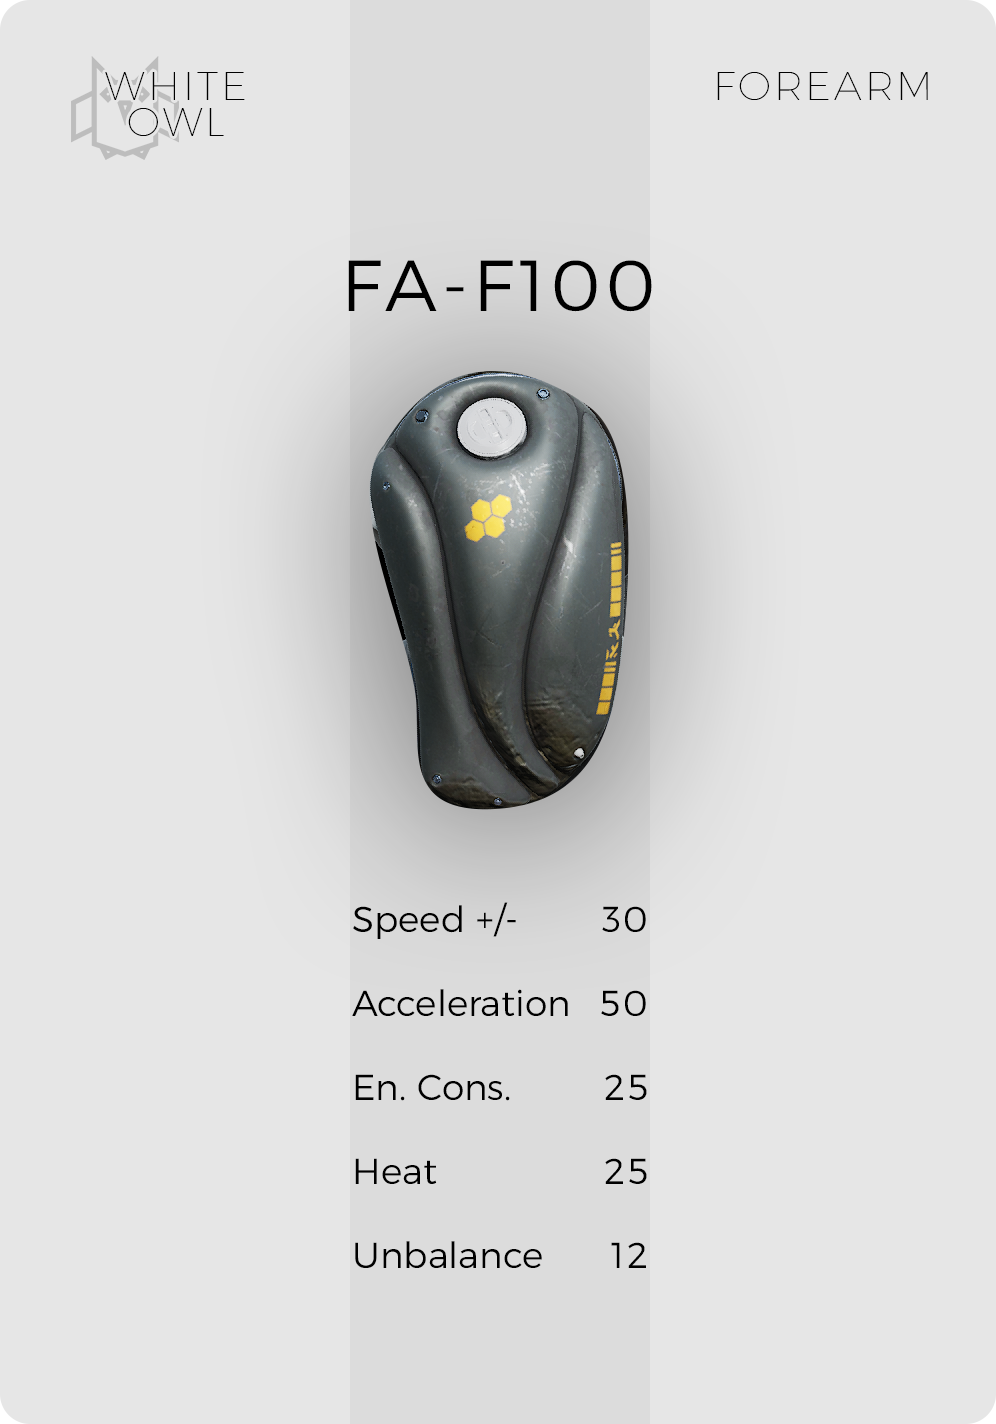 WHITE
OWL
FOREARM
FA-F100
Speed +/- 30
Acceleration 50
En. Cons. 25
Heat 25
Unbalance 12